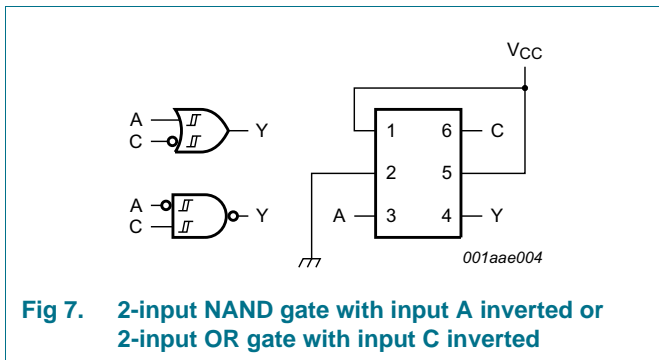 VCC
A
C
Y
A
C
Y
1
6
C
2
5
A
3
4
Y
001aae004
Fig 7. 2-input NAND gate with input A inverted or
2-input OR gate with input C inverted